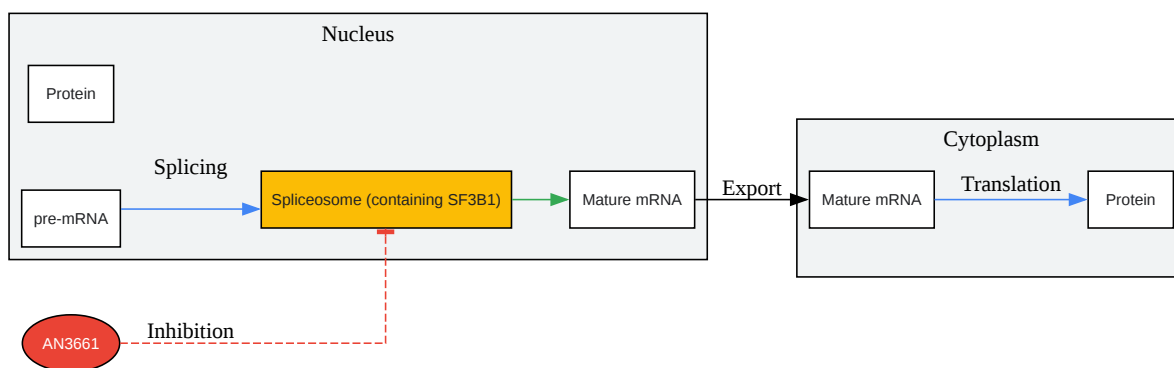 Nucleus
Protein
Splicing
pre-mRNA
Spliceosome (containing SF3B1)
Mature mRNA
Export
Cytoplasm
Mature mRNA
Translation
Protein
AN3661
Inhibition